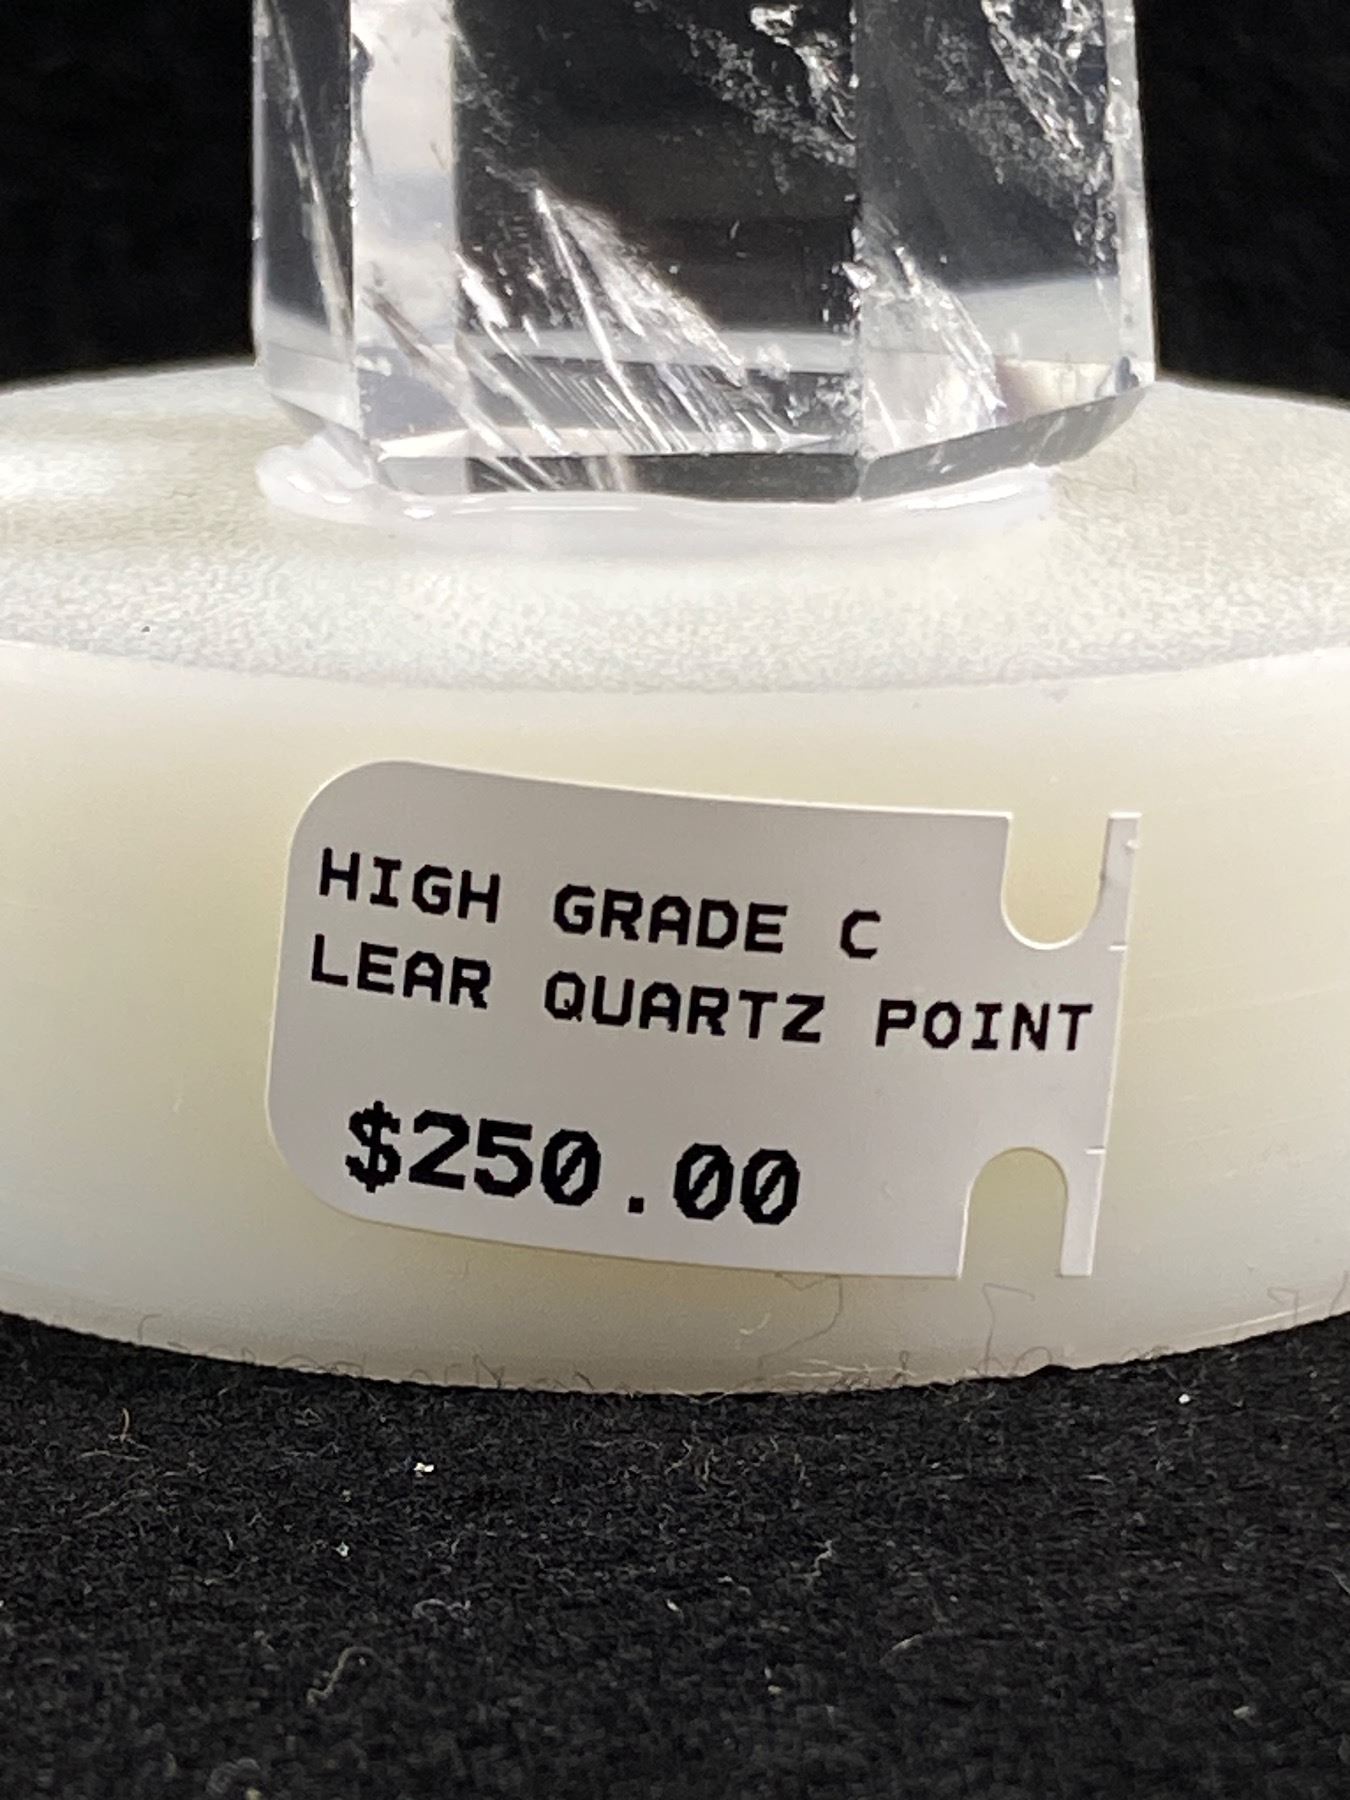 HIGH GRADE C
LEAR QUARTZ POINT
$250.00